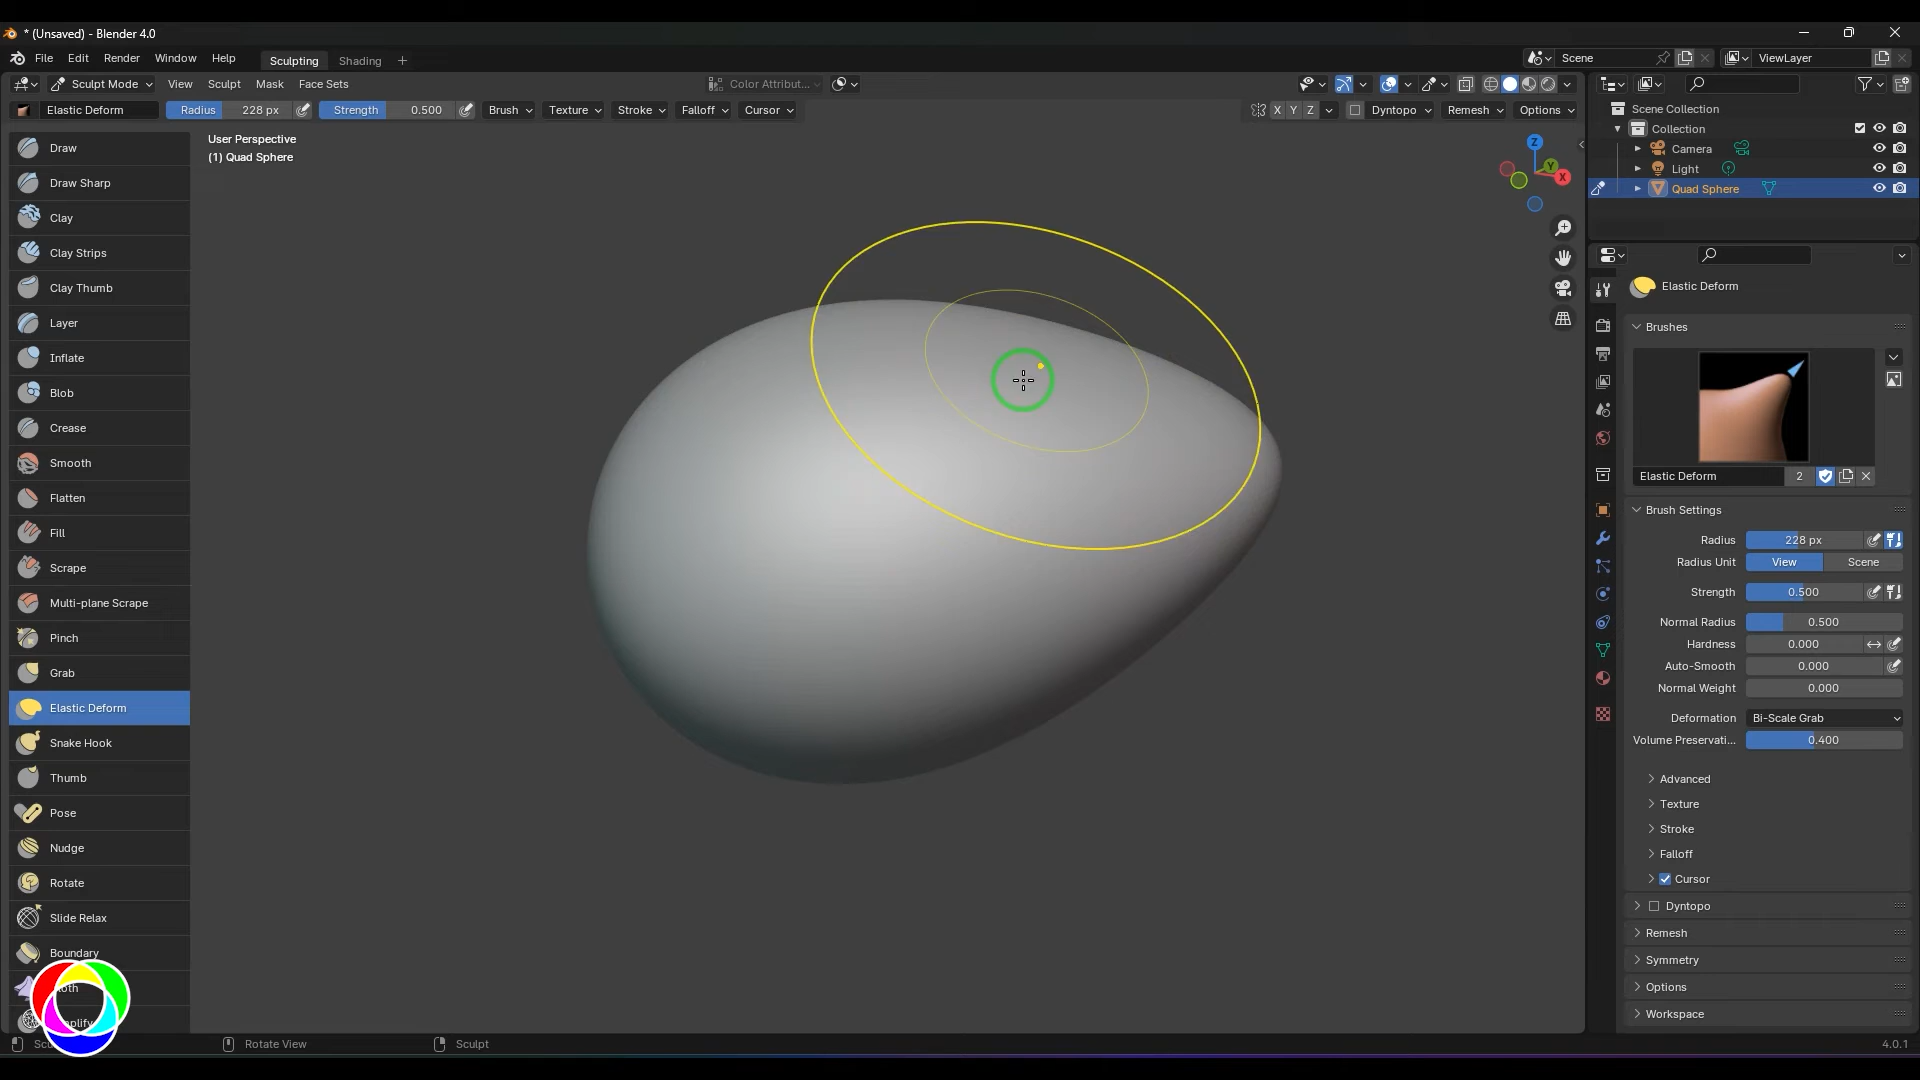 * (Unsaved) - Blender 4.0
File Edit Render Window Help Sculpting Shading + Scene ViewLayer
Sculpt Mode View Sculpt Mask Face Sets Color Attribut...
Elastic Deform Radius 228 px Strength 0.500 Brush Texture Stroke Falloff Cursor X Y Z Dyntopo Remesh Options
User Perspective
(1) Quad Sphere
Z
Y
X
Draw
Draw Sharp
Clay
Clay Strips
Clay Thumb
Layer
Inflate
Blob
Crease
Smooth
Flatten
Fill
Scrape
Multi-plane Scrape
Pinch
Grab
Elastic Deform
Snake Hook
Thumb
Pose
Nudge
Rotate
Slide Relax
Boundary
Scene Collection
Collection
Camera
Light
Quad Sphere
Elastic Deform
Brushes
Elastic Deform 2
Brush Settings
Radius 228 px
Radius Unit View Scene
Strength 0.500
Normal Radius 0.500
Hardness 0.000
Auto-Smooth 0.000
Normal Weight 0.000
Deformation Bi-Scale Grab
Volume Preservati... 0.400
Advanced
Texture
Stroke
Falloff
Cursor
Dyntopo
Remesh
Symmetry
Options
Workspace
Rotate View Sculpt 4.0.1